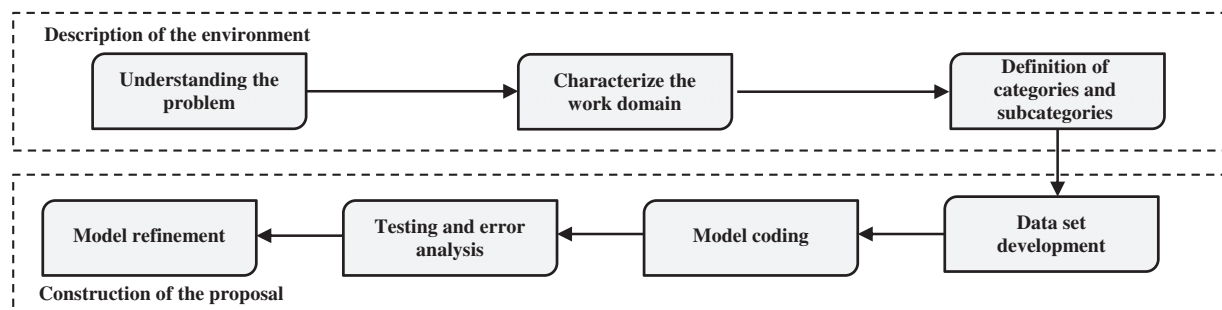 Description of the environment
Understanding the
problem
Characterize the
work domain
Definition of
categories and
subcategories
Data set
development
Model coding
Testing and error
analysis
Model refinement
Construction of the proposal